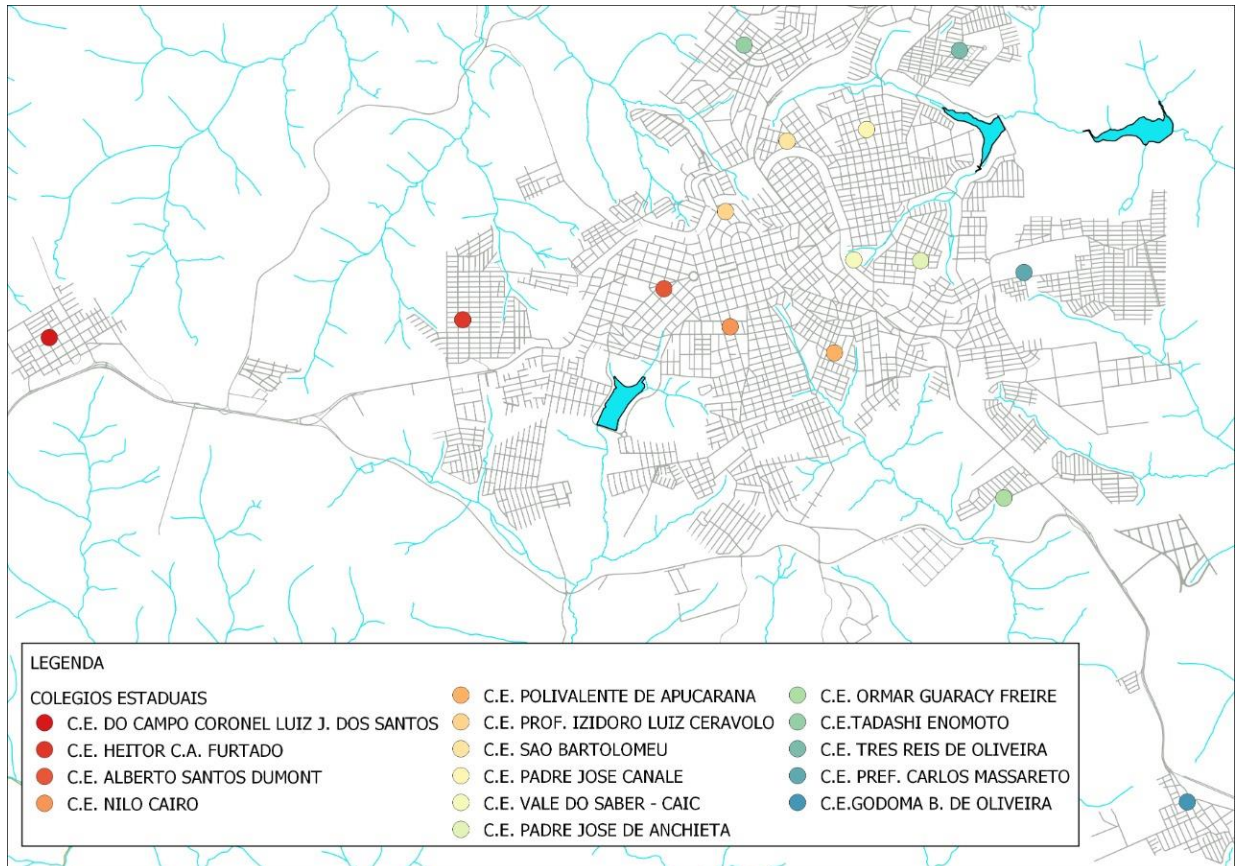 LEGENDA
COLEGIOS ESTADUAIS
C.E. DO CAMPO CORONEL LUIZ J. DOS SANTOS
C.E. HEITOR C.A. FURTADO
C.E. ALBERTO SANTOS DUMONT
C.E. NILO CAIRO
C.E. POLIVALENTE DE APUCARANA
C.E. PROF. IZIDORO LUIZ CERAVOLO
C.E. SAO BARTOLOMEU
C.E. PADRE JOSE CANALE
C.E. VALE DO SABER - CAIC
C.E. PADRE JOSE DE ANCHIETA
C.E. ORMAR GUARACY FREIRE
C.E.TADASHI ENOMOTO
C.E. TRES REIS DE OLIVEIRA
C.E. PREF. CARLOS MASSARETO
C.E.GODOMA B. DE OLIVEIRA